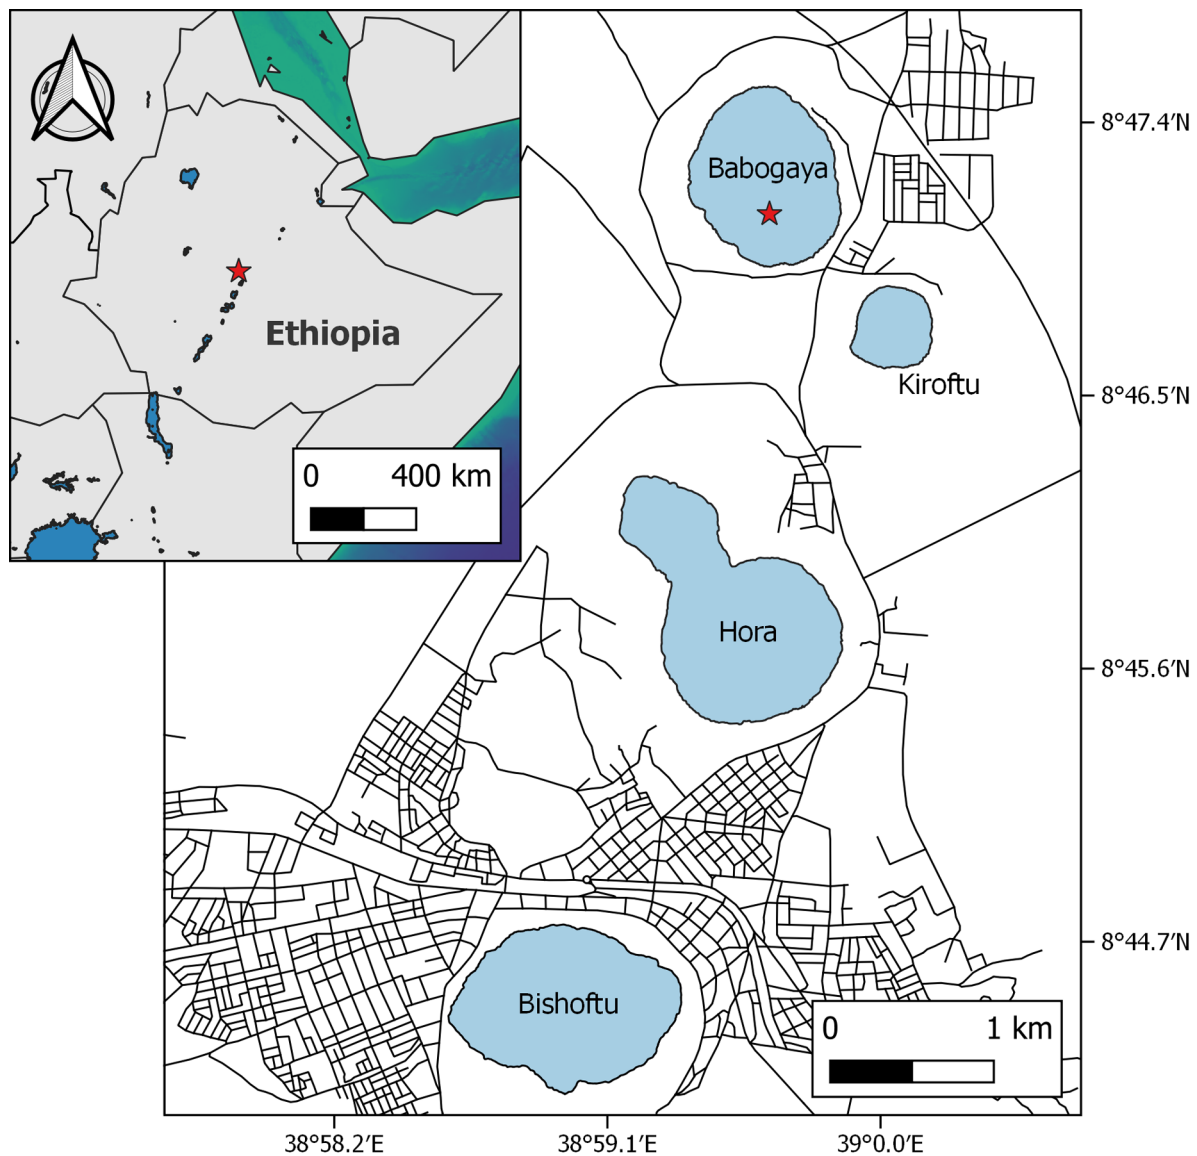 Ethiopia
0 400 km
Babogaya
Kiroftu
Hora
Bishoftu
0 1 km
8°47.4′N
8°46.5′N
8°45.6′N
8°44.7′N
38°58.2′E 38°59.1′E 39°0.0′E